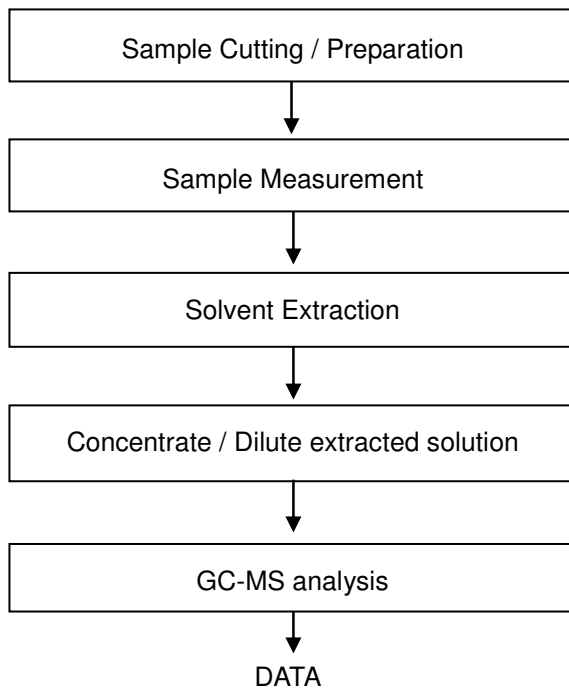 Sample Cutting / Preparation
Sample Measurement
Solvent Extraction
Concentrate / Dilute extracted solution
GC-MS analysis
DATA